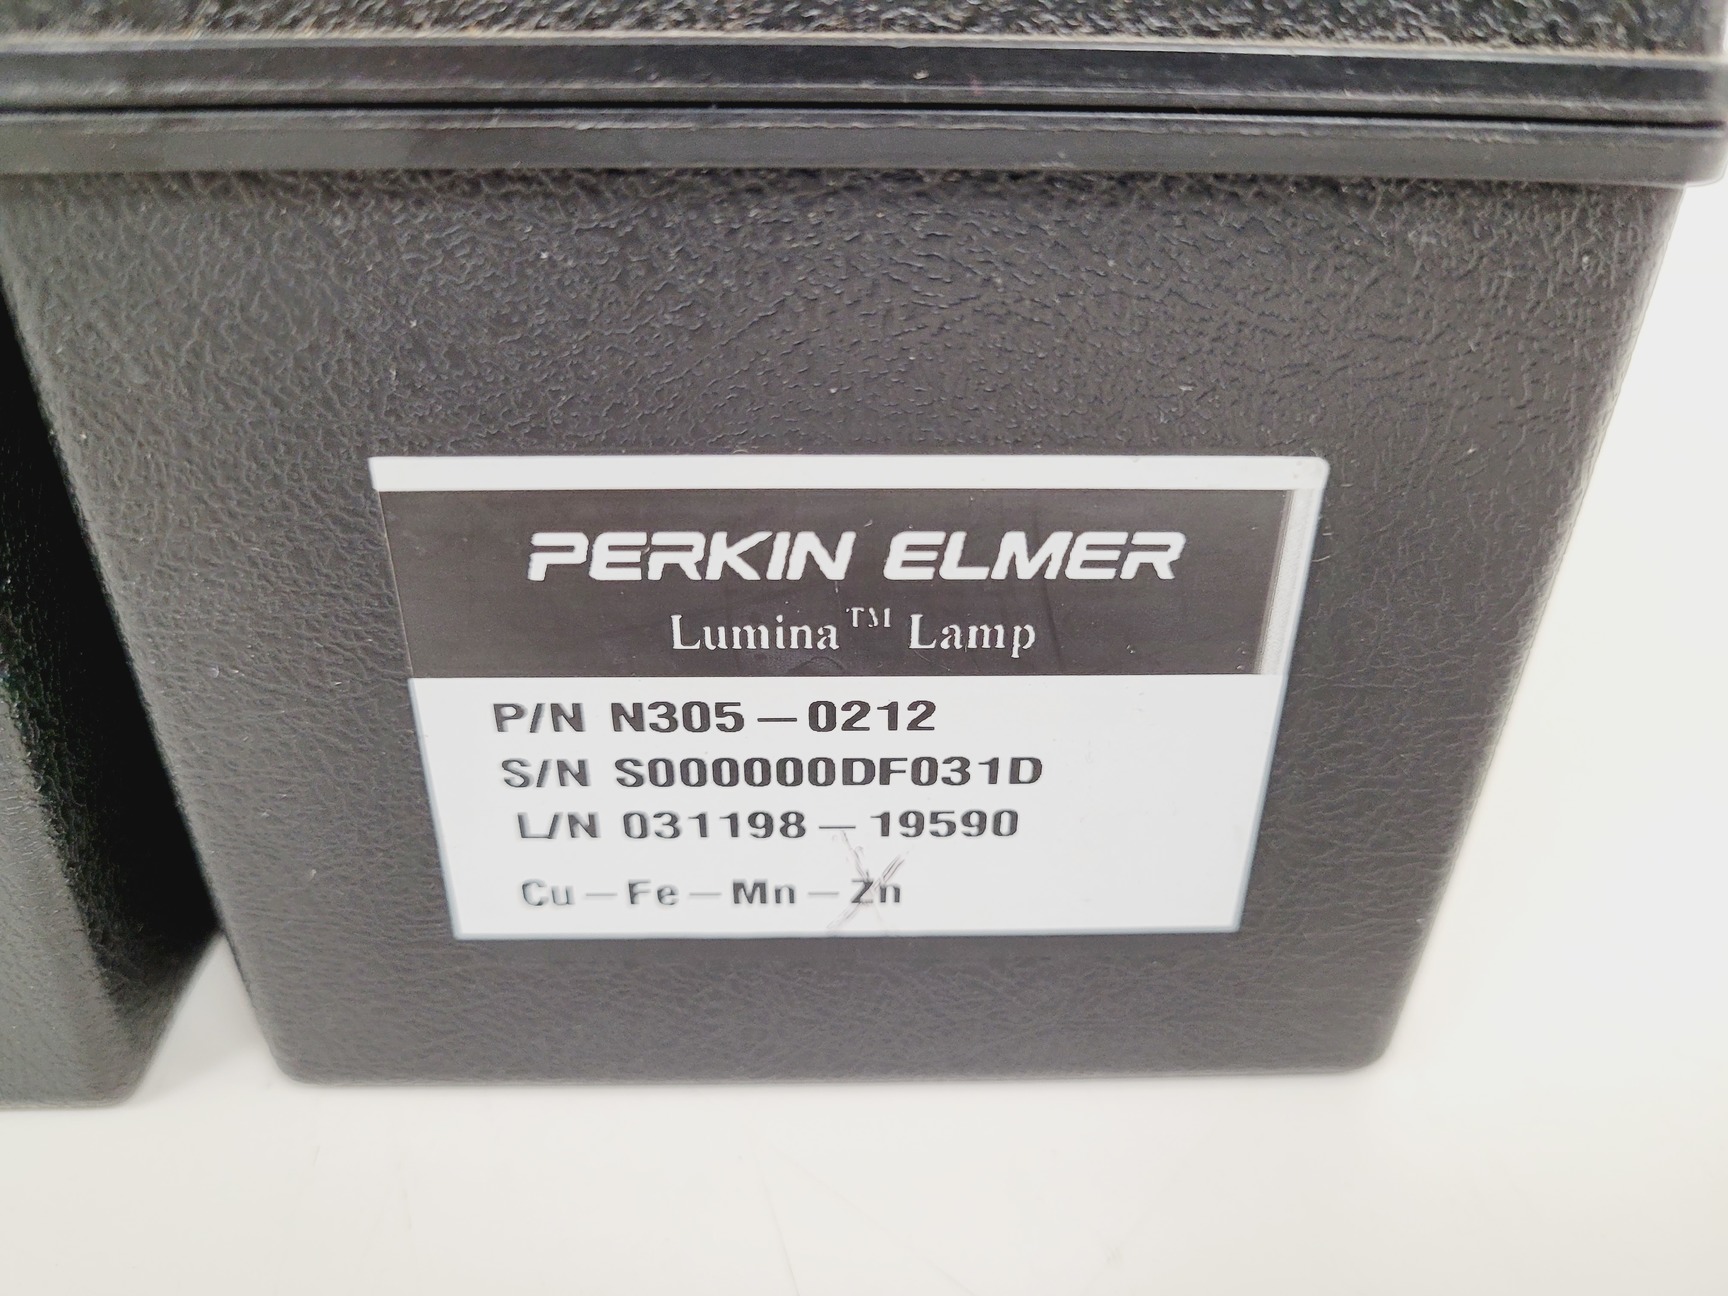 PERKIN ELMER
Lumina™ Lamp
P/N N305-0212
S/N S000000DF031D
L/N 031198-19590
Cu-Fe-Mn-Zn